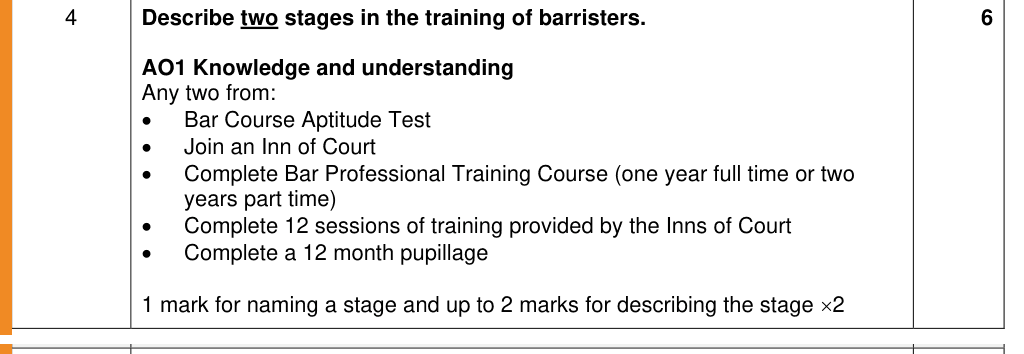 4 Describe two stages in the training of barristers. 6
AO1 Knowledge and understanding
Any two from:
• Bar Course Aptitude Test
• Join an Inn of Court
• Complete Bar Professional Training Course (one year full time or two
years part time)
• Complete 12 sessions of training provided by the Inns of Court
• Complete a 12 month pupillage
1 mark for naming a stage and up to 2 marks for describing the stage ×2